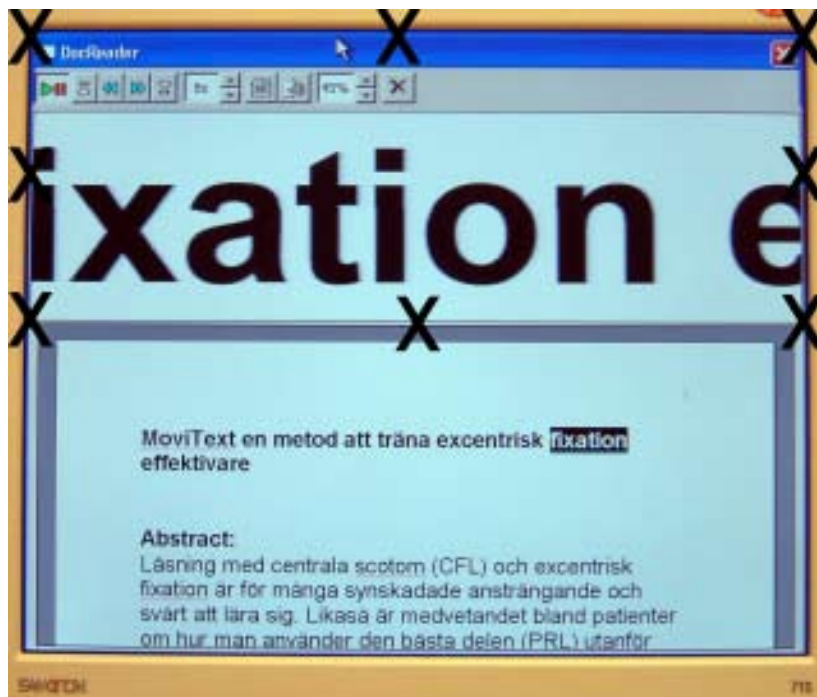 DocReader
ixation e
MoviText en metod att träna excentrisk fixation
effektivare
Abstract:
Läsning med centrala scotom (CFL) och excentrisk
fixation är för många synskadade ansträngande och
svårt att lära sig. Likaså är medvetandet bland patienter
om hur man använder den bästa delen (PRL) utanför
X X X
X X
X X X